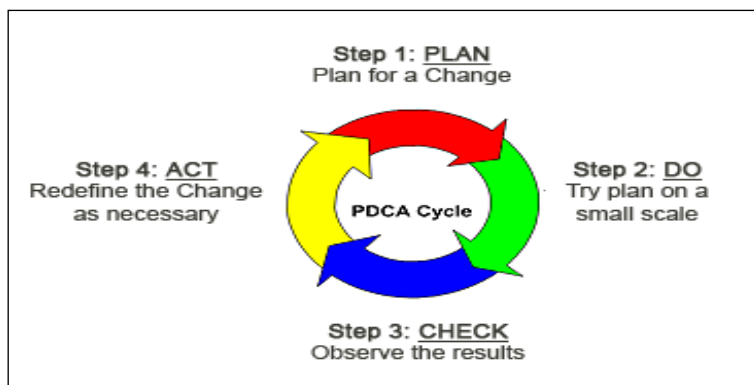 Step 1: PLAN
Plan for a Change
Step 4: ACT
Redefine the Change
as necessary
PDCA Cycle
Step 2: DO
Try plan on a
small scale
Step 3: CHECK
Observe the results